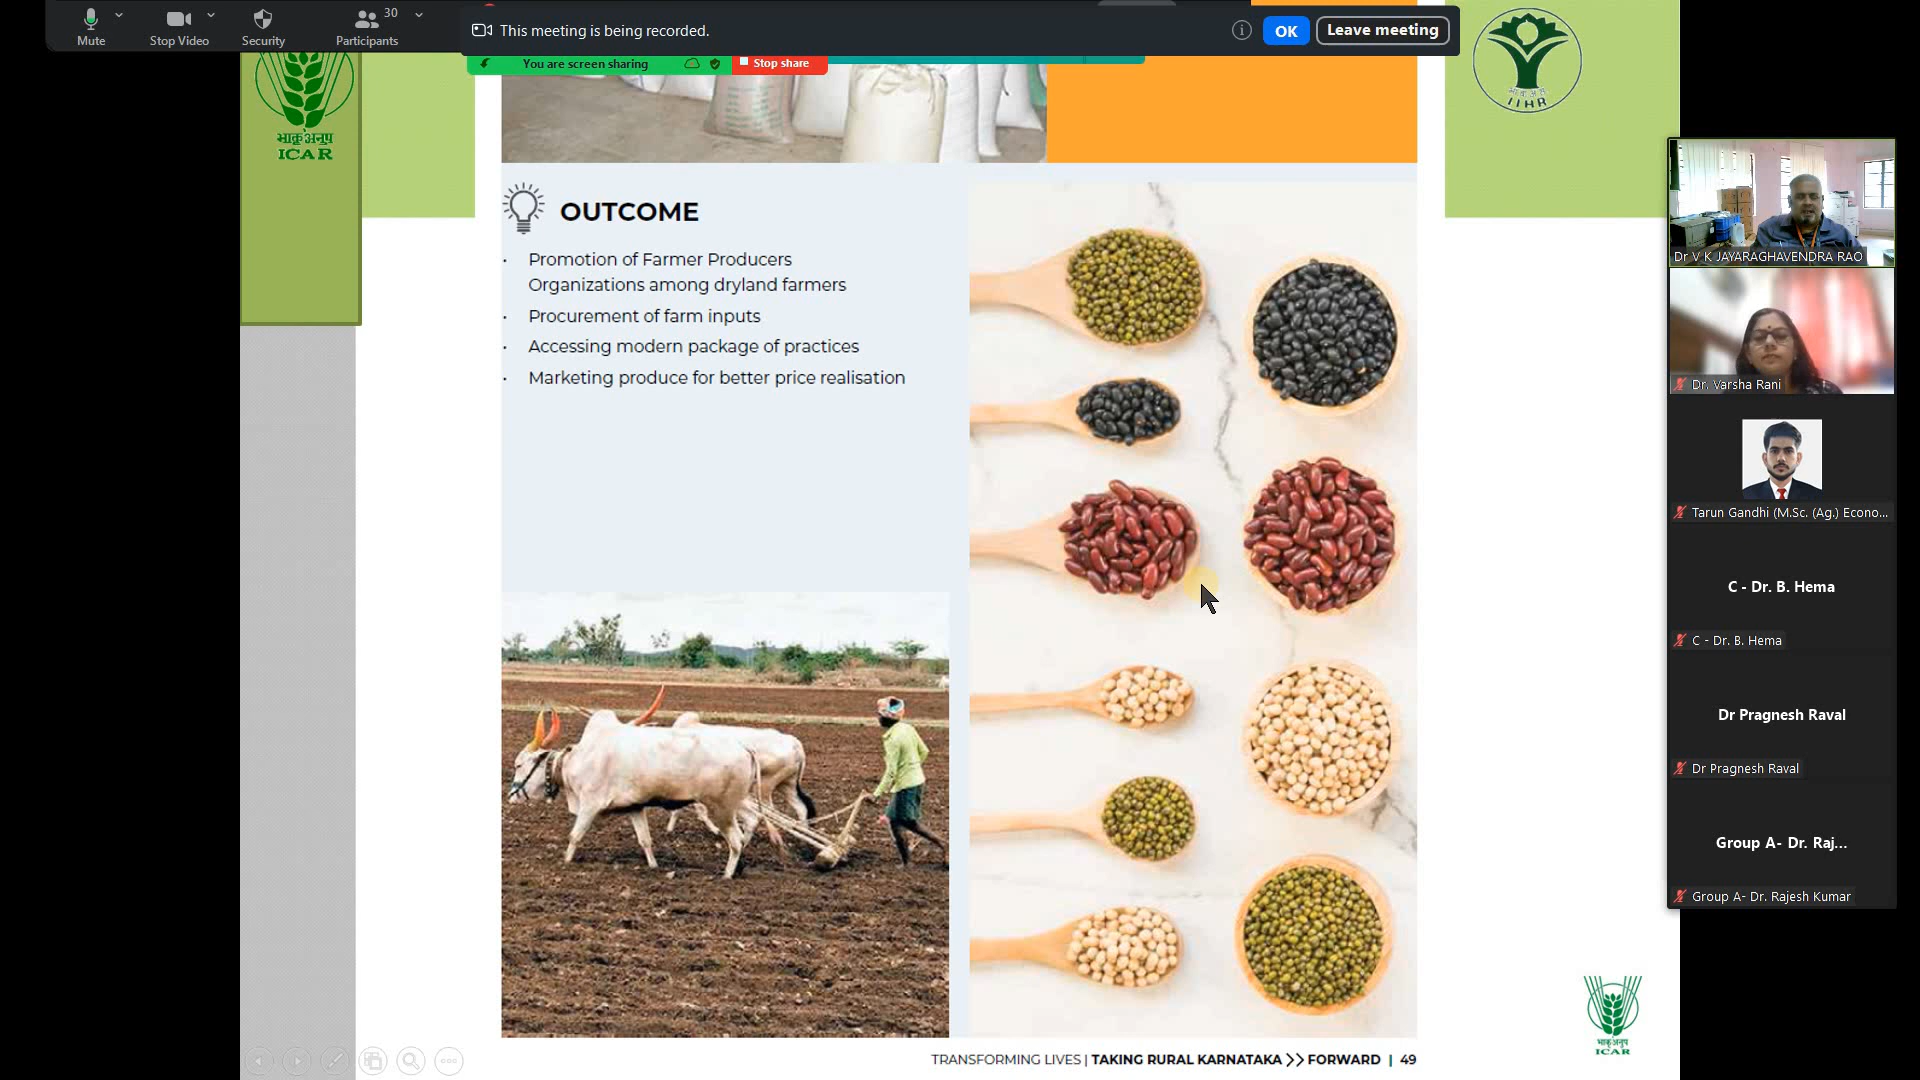 Mute
Stop Video
Security
30
Participants
This meeting is being recorded.
OK
Leave meeting
You are screen sharing
Stop share
भाकृअनुप
ICAR
IIHR
OUTCOME
Promotion of Farmer Producers
Organizations among dryland farmers
Procurement of farm inputs
Accessing modern package of practices
Marketing produce for better price realisation
Dr V K JAYARAGHAVENDRA RAO
Dr. Varsha Rani
Tarun Gandhi (M.Sc. (Ag.) Econo...
C - Dr. B. Hema
C - Dr. B. Hema
Dr Pragnesh Raval
Dr Pragnesh Raval
Group A- Dr. Raj...
Group A- Dr. Rajesh Kumar
भाकृअनुप
ICAR
TRANSFORMING LIVES | TAKING RURAL KARNATAKA >> FORWARD | 49